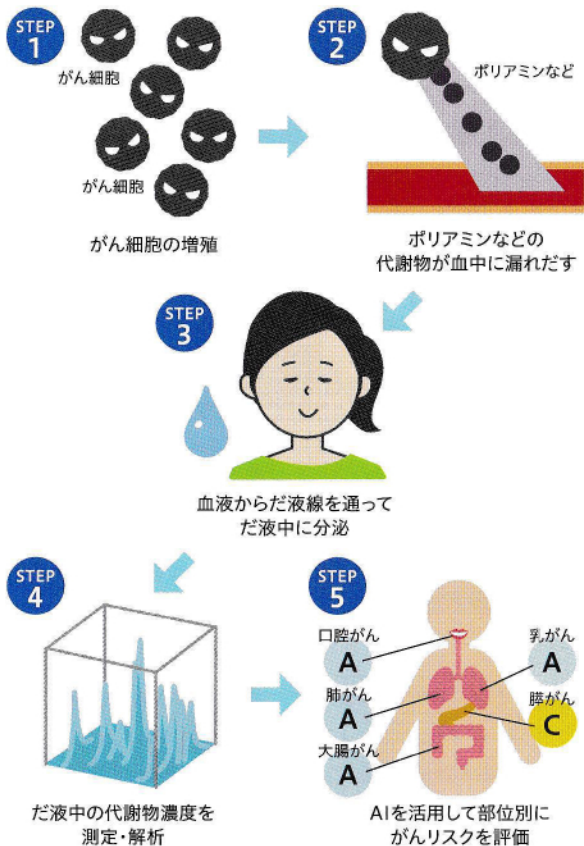 STEP
1
がん細胞
がん細胞
がん細胞の増殖
STEP
2
ポリアミンなど
ポリアミンなどの
代謝物が血中に漏れだす
STEP
3
血液からだ液線を通って
だ液中に分泌
STEP
4
だ液中の代謝物濃度を
測定・解析
STEP
5
口腔がん
A
肺がん
A
大腸がん
A
乳がん
A
膵がん
C
AIを活用して部位別に
がんリスクを評価